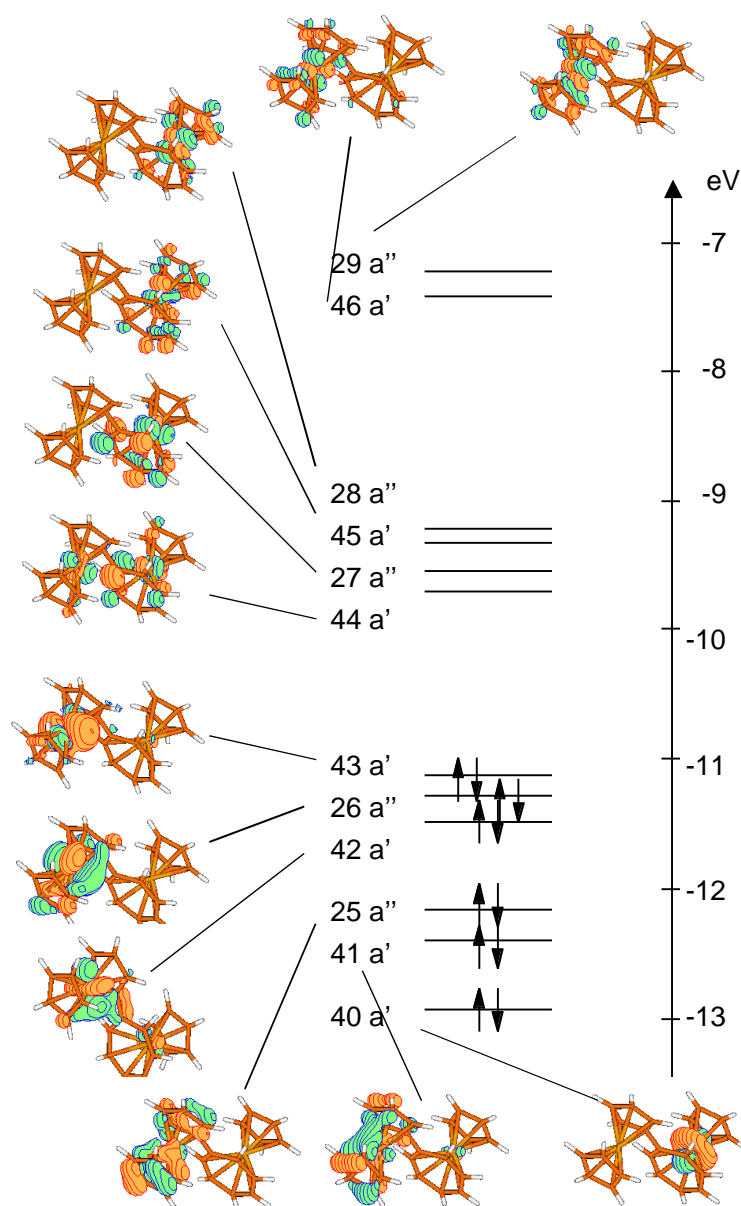 eV
-7
29 a’’
46 a’
-8
28 a’’
-9
45 a’
27 a’’
44 a’
-10
43 a’
-11
26 a’’
42 a’
-12
25 a’’
41 a’
40 a’
-13